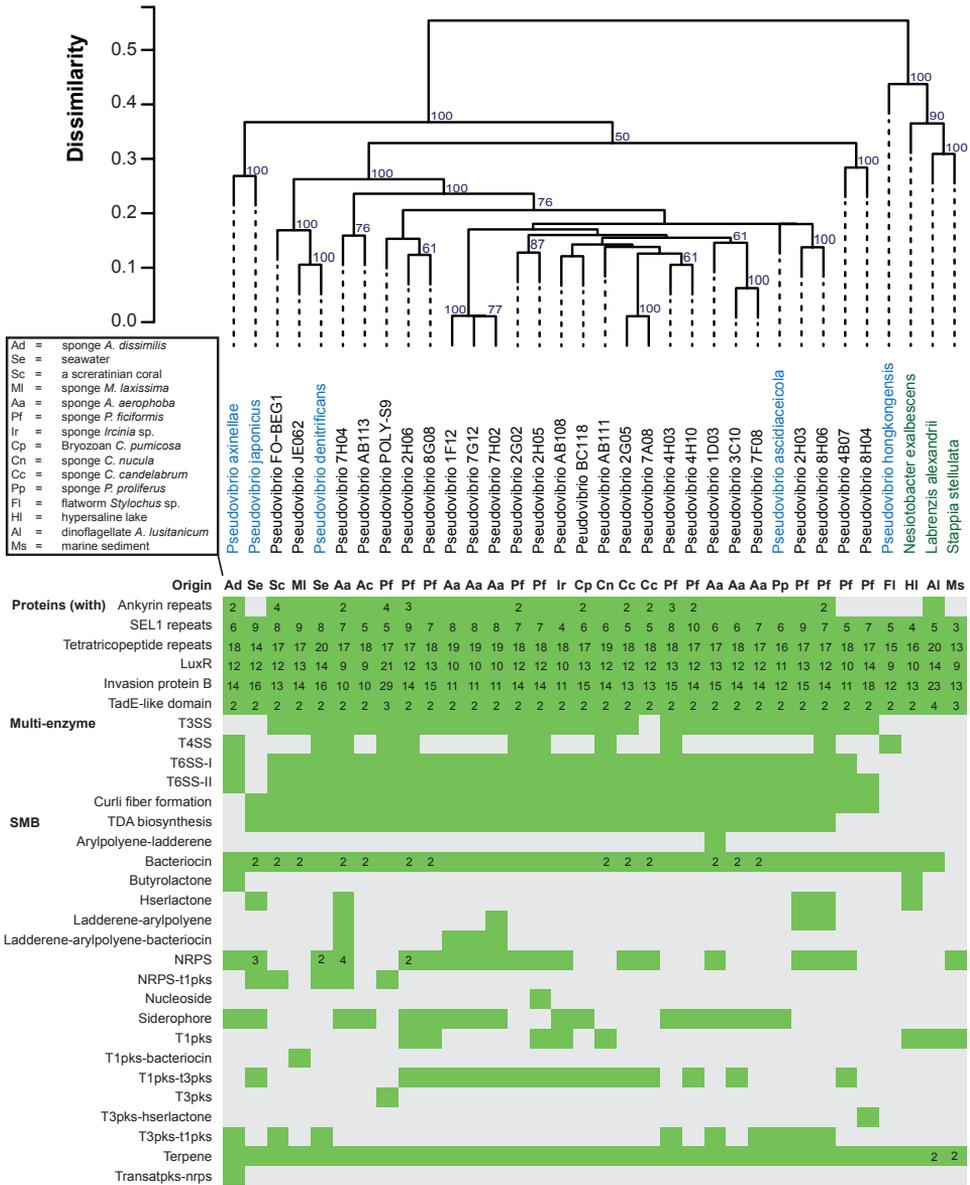 Dissimilarity
0.5
0.4
0.3
0.2
0.1
0.0
100
100
90
100
100
50
100
100
100
100
76
100
76
100
61
87
61
100
61
100
100
77
100
Ad = sponge A. dissimilis
Se = seawater
Sc = a screratinian coral
Ml = sponge M. laxissima
Aa = sponge A. aerophoba
Pf = sponge P. ficiformis
Ir = sponge Ircinia sp.
Cp = Bryozoan C. pumicosa
Cn = sponge C. nucula
Cc = sponge C. candelabrum
Pp = sponge P. proliferus
Fl = flatworm Stylochus sp.
Hl = hypersaline lake
Al = dinoflagellate A. lusitanicum
Ms = marine sediment
Pseudovibrio axinellae
Pseudovibrio japonicus
Pseudovibrio FO−BEG1
Pseudovibrio JE062
Pseudovibrio denitrificans
Pseudovibrio 7H04
Pseudovibrio AB113
Pseudovibrio POLY-S9
Pseudovibrio 2H06
Pseudovibrio 8G08
Pseudovibrio 1F12
Pseudovibrio 7G12
Pseudovibrio 7H02
Pseudovibrio 2G02
Pseudovibrio 2H05
Pseudovibrio AB108
Peudovibrio BC118
Pseudovibrio AB111
Pseudovibrio 2G05
Pseudovibrio 7A08
Pseudovibrio 4H03
Pseudovibrio 4H10
Pseudovibrio 1D03
Pseudovibrio 3C10
Pseudovibrio 7F08
Pseudovibrio ascidiaceicola
Pseudovibrio 2H03
Pseudovibrio 8H06
Pseudovibrio 4B07
Pseudovibrio 8H04
Pseudovibrio hongkongensis
Nesiotobacter exalbescens
Labrenzia alexandrii
Stappia stellulata
Origin Ad Se Sc Ml Se Aa Ac Pf Pf Pf Aa Aa Aa Pf Pf Ir Cp Cn Cc Cc Pf Pf Aa Aa Aa Pp Pf Pf Pf Pf Fl Hl Al Ms
Proteins (with) Ankyrin repeats 2 4 2 4 3 2 2 2 2 3 2 2
SEL1 repeats 6 9 8 9 8 7 5 5 9 7 8 8 8 7 7 4 6 6 5 5 8 10 6 6 7 6 9 7 5 7 5 4 5 3
Tetratricopeptide repeats 18 14 17 17 20 17 18 17 17 18 19 19 19 18 17 18 17 19 18 18 17 17 18 17 17 16 17 17 18 17 15 16 20 13
LuxR 12 12 12 13 14 9 9 21 12 13 10 10 10 12 12 10 13 12 12 12 13 12 12 13 12 11 13 12 10 14 9 10 14 9
Invasion protein B 14 16 13 14 16 10 10 29 14 15 11 11 11 14 14 11 15 14 13 13 15 14 15 14 14 12 15 14 11 18 12 13 23 13
TadE-like domain 2 2 2 2 2 2 2 3 2 2 2 2 2 2 2 2 2 2 2 2 2 2 2 2 2 2 2 2 2 2 2 2 4 3
Multi-enzyme T3SS
T4SS
T6SS-I
T6SS-II
Curli fiber formation
SMB TDA biosynthesis
Arylpolyene-ladderene
Bacteriocin 2 2 2 2 2 2 2 2 2 2 2 2 2
Butyrolactone
Hserlactone
Ladderene-arylpolyene
Ladderene-arylpolyene-bacteriocin
NRPS 3 2 4 2
NRPS-t1pks
Nucleoside
Siderophore
T1pks
T1pks-bacteriocin
T1pks-t3pks
T3pks
T3pks-hserlactone
T3pks-t1pks
Terpene 2 2
Transatpks-nrps